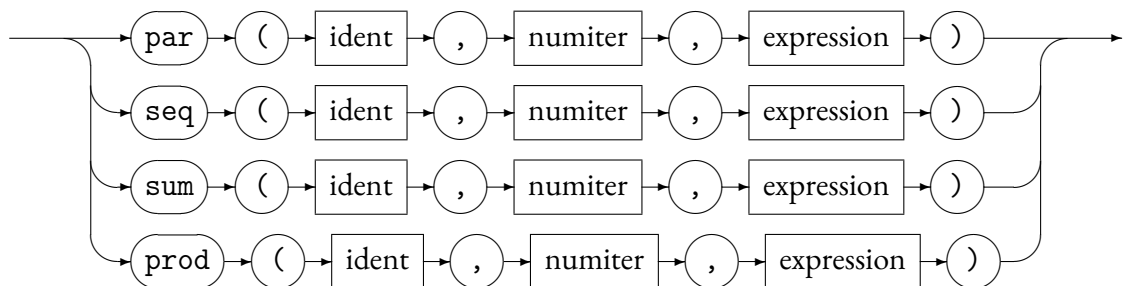 par ( ident , numiter , expression )
seq ( ident , numiter , expression )
sum ( ident , numiter , expression )
prod ( ident , numiter , expression )